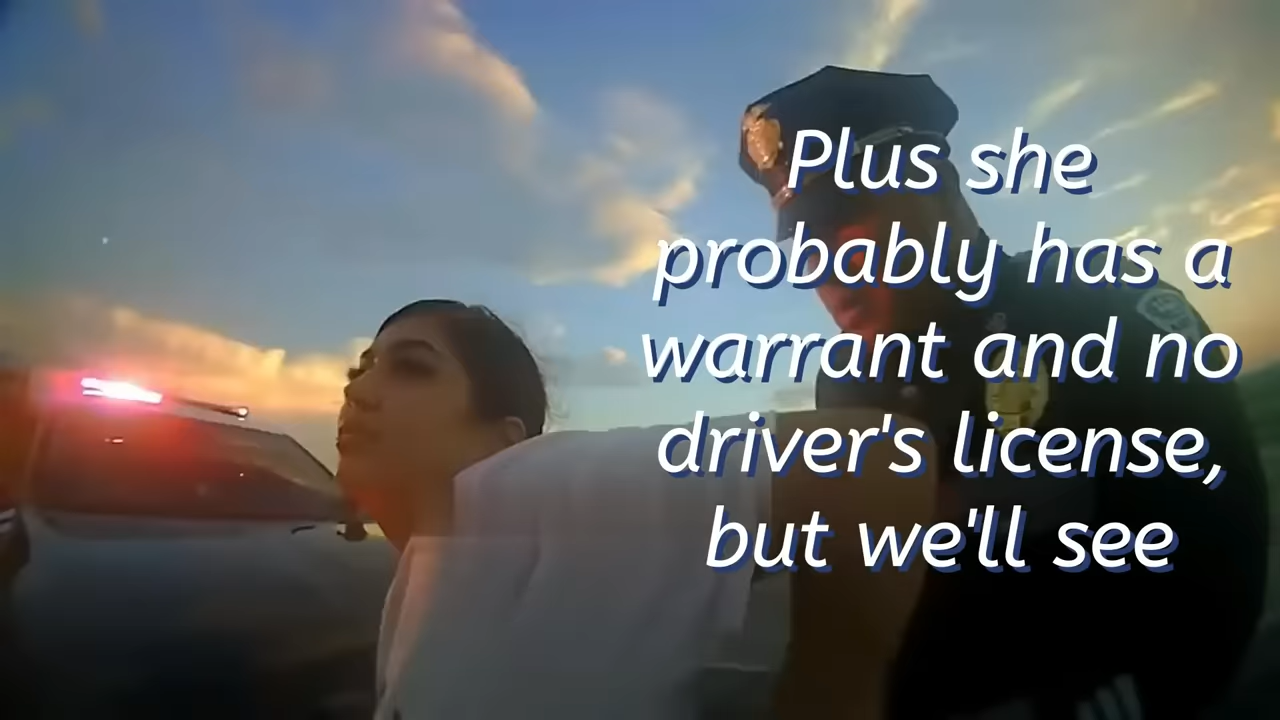 Plus she
probably has a
warrant and no
driver's license,
but we'll see